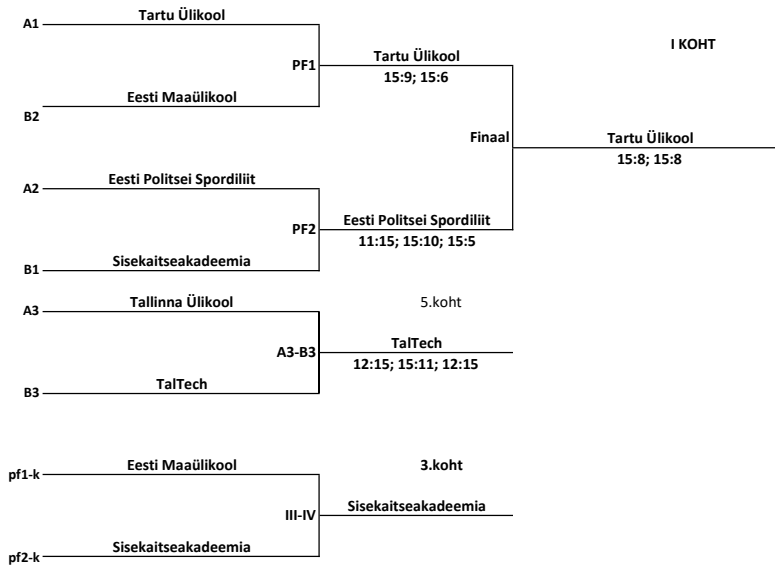 A1
Tartu Ülikool
I KOHT
PF1
Tartu Ülikool
15:9; 15:6
Eesti Maaülikool
B2
Finaal
Tartu Ülikool
15:8; 15:8
A2
Eesti Politsei Spordiliit
PF2
Eesti Politsei Spordiliit
11:15; 15:10; 15:5
B1
Sisekaitseakadeemia
A3
Tallinna Ülikool
5.koht
A3-B3
TalTech
12:15; 15:11; 12:15
B3
TalTech
pf1-k
Eesti Maaülikool
3.koht
III-IV
Sisekaitseakadeemia
pf2-k
Sisekaitseakadeemia